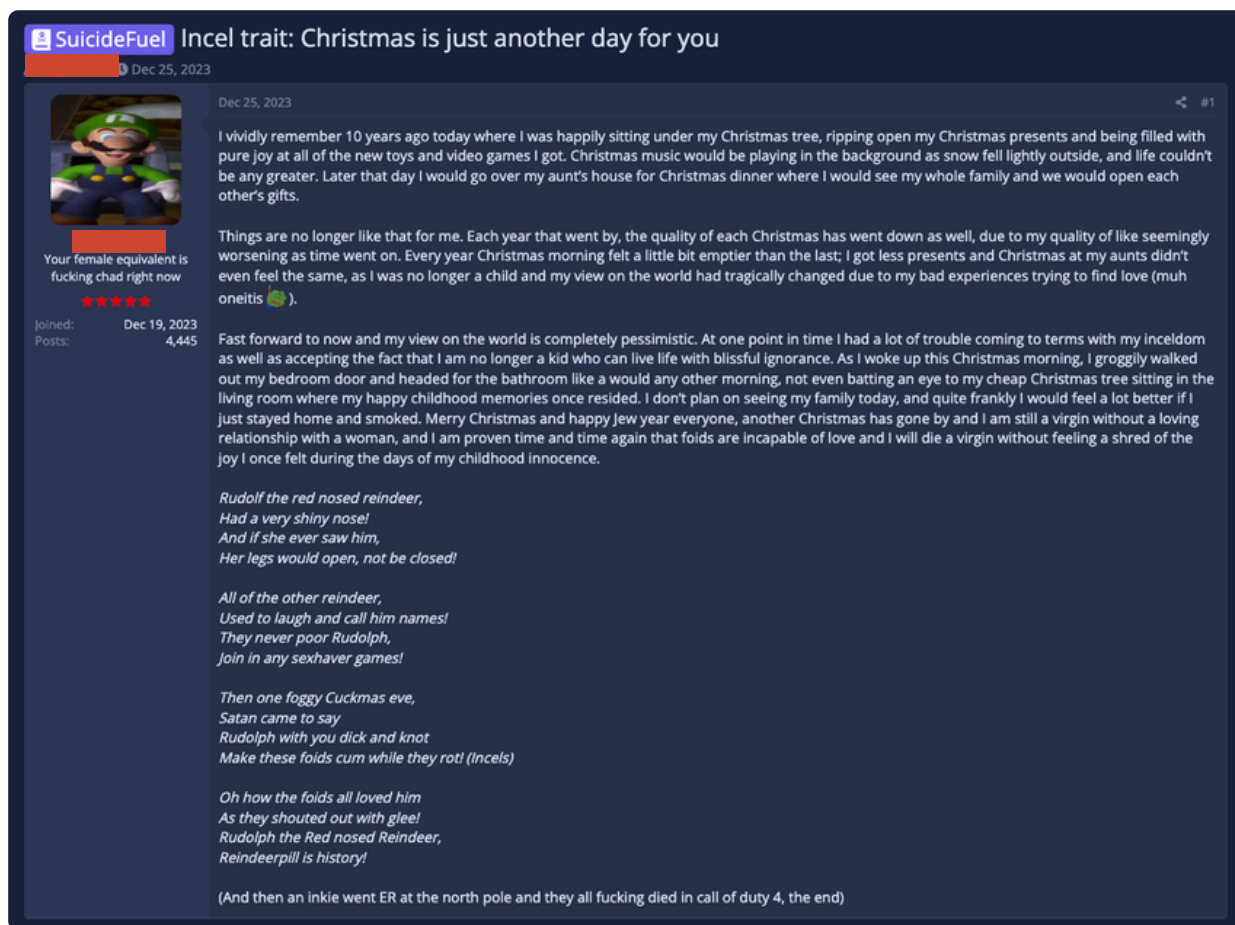 SuicideFuel Incel trait: Christmas is just another day for you
Dec 25, 2023
Dec 25, 2023 #1
I vividly remember 10 years ago today where I was happily sitting under my Christmas tree, ripping open my Christmas presents and being filled with
pure joy at all of the new toys and video games I got. Christmas music would be playing in the background as snow fell lightly outside, and life couldn't
be any greater. Later that day I would go over my aunt's house for Christmas dinner where I would see my whole family and we would open each
other's gifts.
Things are no longer like that for me. Each year that went by, the quality of each Christmas has went down as well, due to my quality of like seemingly
worsening as time went on. Every year Christmas morning felt a little bit emptier than the last; I got less presents and Christmas at my aunts didn't
even feel the same, as I was no longer a child and my view on the world had tragically changed due to my bad experiences trying to find love (muh
oneitis ).
Fast forward to now and my view on the world is completely pessimistic. At one point in time I had a lot of trouble coming to terms with my inceldom
as well as accepting the fact that I am no longer a kid who can live life with blissful ignorance. As I woke up this Christmas morning, I groggily walked
out my bedroom door and headed for the bathroom like a would any other morning, not even batting an eye to my cheap Christmas tree sitting in the
living room where my happy childhood memories once resided. I don't plan on seeing my family today, and quite frankly I would feel a lot better if I
just stayed home and smoked. Merry Christmas and happy Jew year everyone, another Christmas has gone by and I am still a virgin without a loving
relationship with a woman, and I am proven time and time again that foids are incapable of love and I will die a virgin without feeling a shred of the
joy I once felt during the days of my childhood innocence.
Rudolf the red nosed reindeer,
Had a very shiny nose!
And if she ever saw him,
Her legs would open, not be closed!
All of the other reindeer,
Used to laugh and call him names!
They never poor Rudolph,
Join in any sexhaver games!
Then one foggy Cuckmas eve,
Satan came to say
Rudolph with you dick and knot
Make these foids cum while they rot! (Incels)
Oh how the foids all loved him
As they shouted out with glee!
Rudolph the Red nosed Reindeer,
Reindeerpill is history!
(And then an inkie went ER at the north pole and they all fucking died in call of duty 4, the end)
Your female equivalent is
fucking chad right now
Joined: Dec 19, 2023
Posts: 4,445